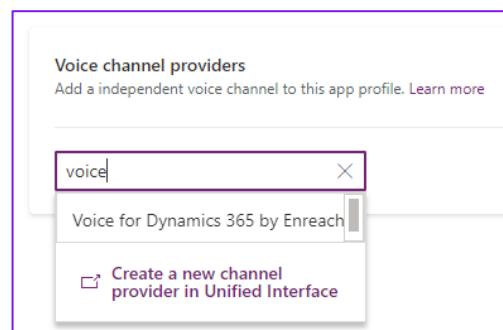 Voice channel providers
Add a independent voice channel to this app profile. Learn more
voice
Voice for Dynamics 365 by Enreach
Create a new channel
provider in Unified Interface